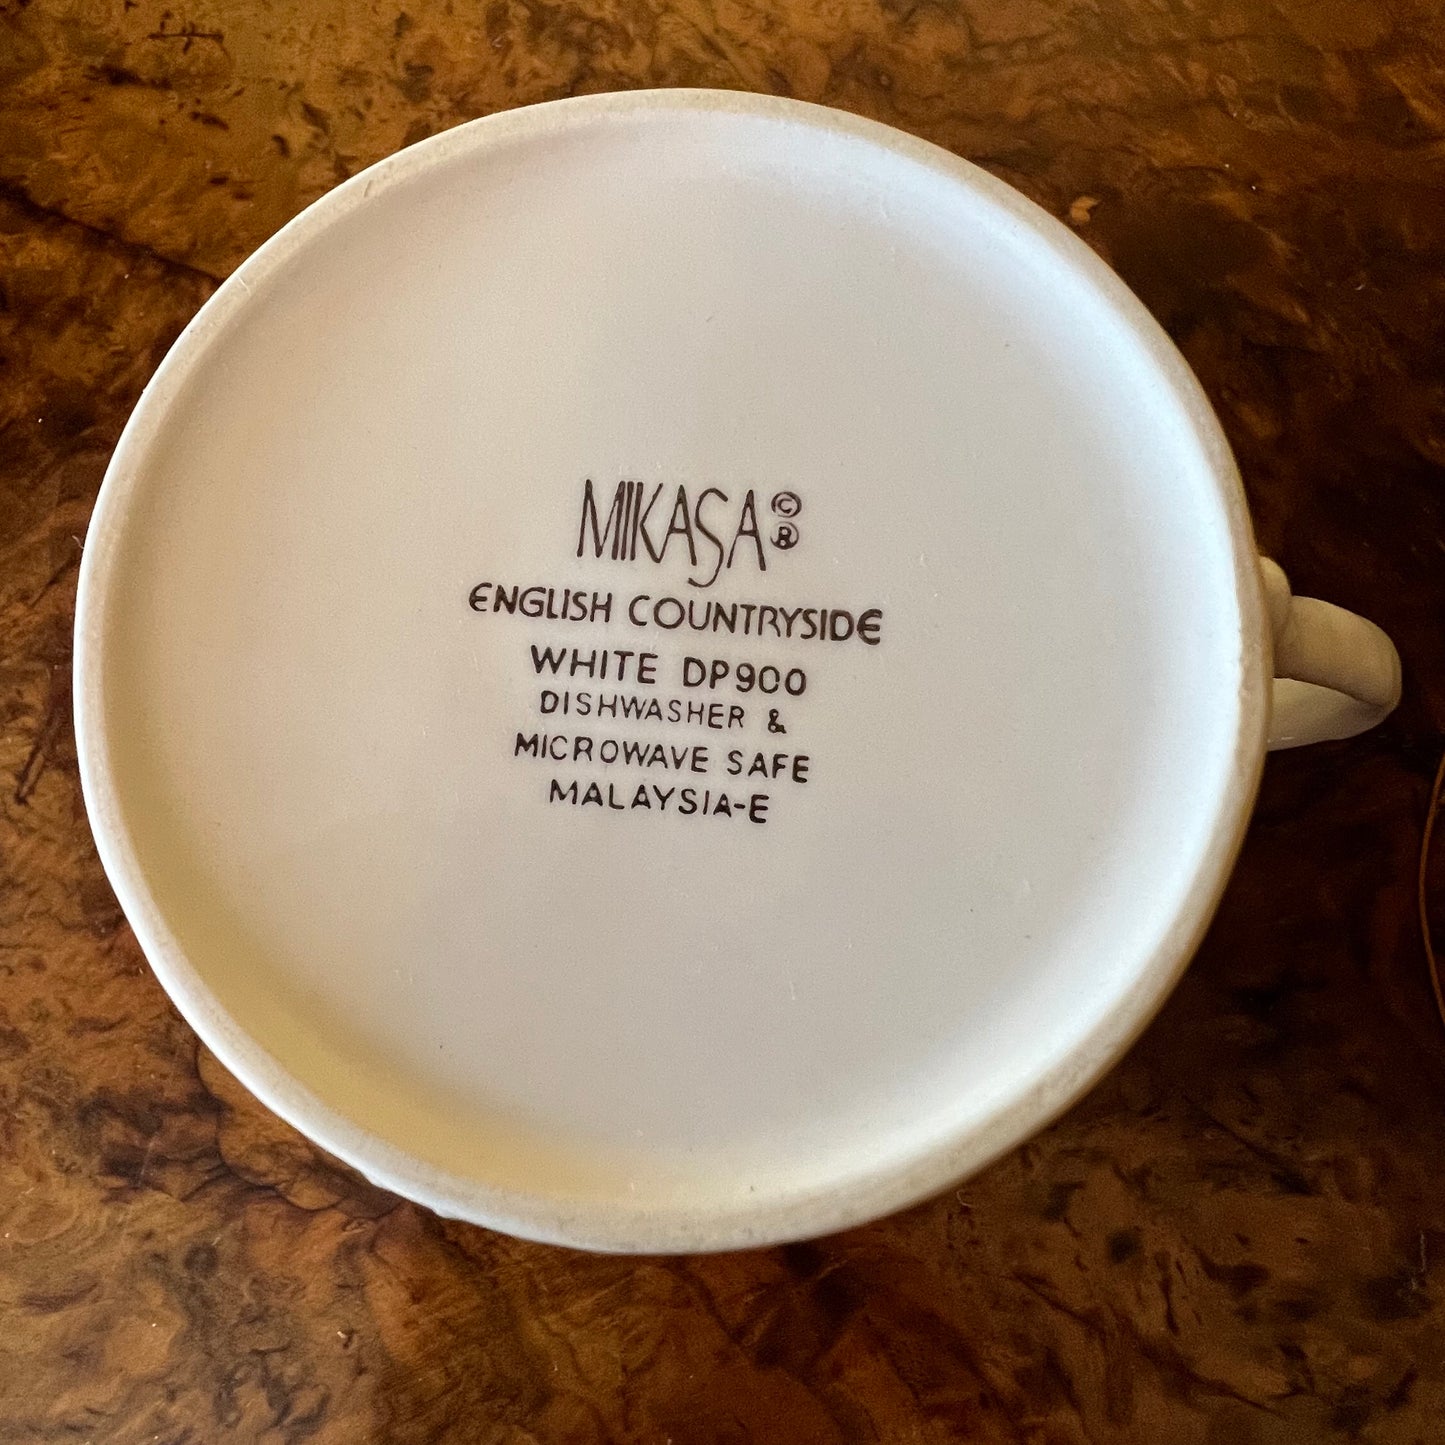 MIKASA © ®
ENGLISH COUNTRYSIDE
WHITE DP900
DISHWASHER &
MICROWAVE SAFE
MALAYSIA-E